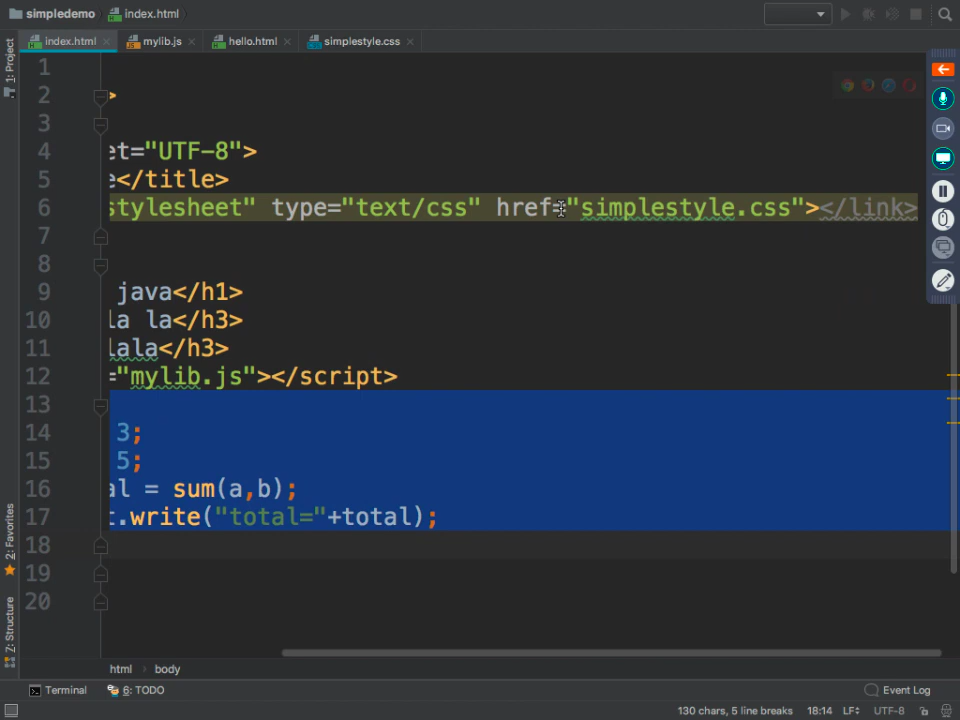 simpledemo index.html
index.html mylib.js hello.html simplestyle.css
1: Project
1
2 >
3
4 et="UTF-8">
5 e</title>
6 stylesheet" type="text/css" href="simplestyle.css"></link>
7
8
9 java</h1>
10 la la</h3>
11 lala</h3>
12 ="mylib.js"></script>
13
14 3;
15 5;
16 al = sum(a,b);
17 t.write("total="+total);
18
19
20
2: Favorites
7: Structure
html body
Terminal 6: TODO Event Log
130 chars, 5 line breaks 18:14 LF UTF-8